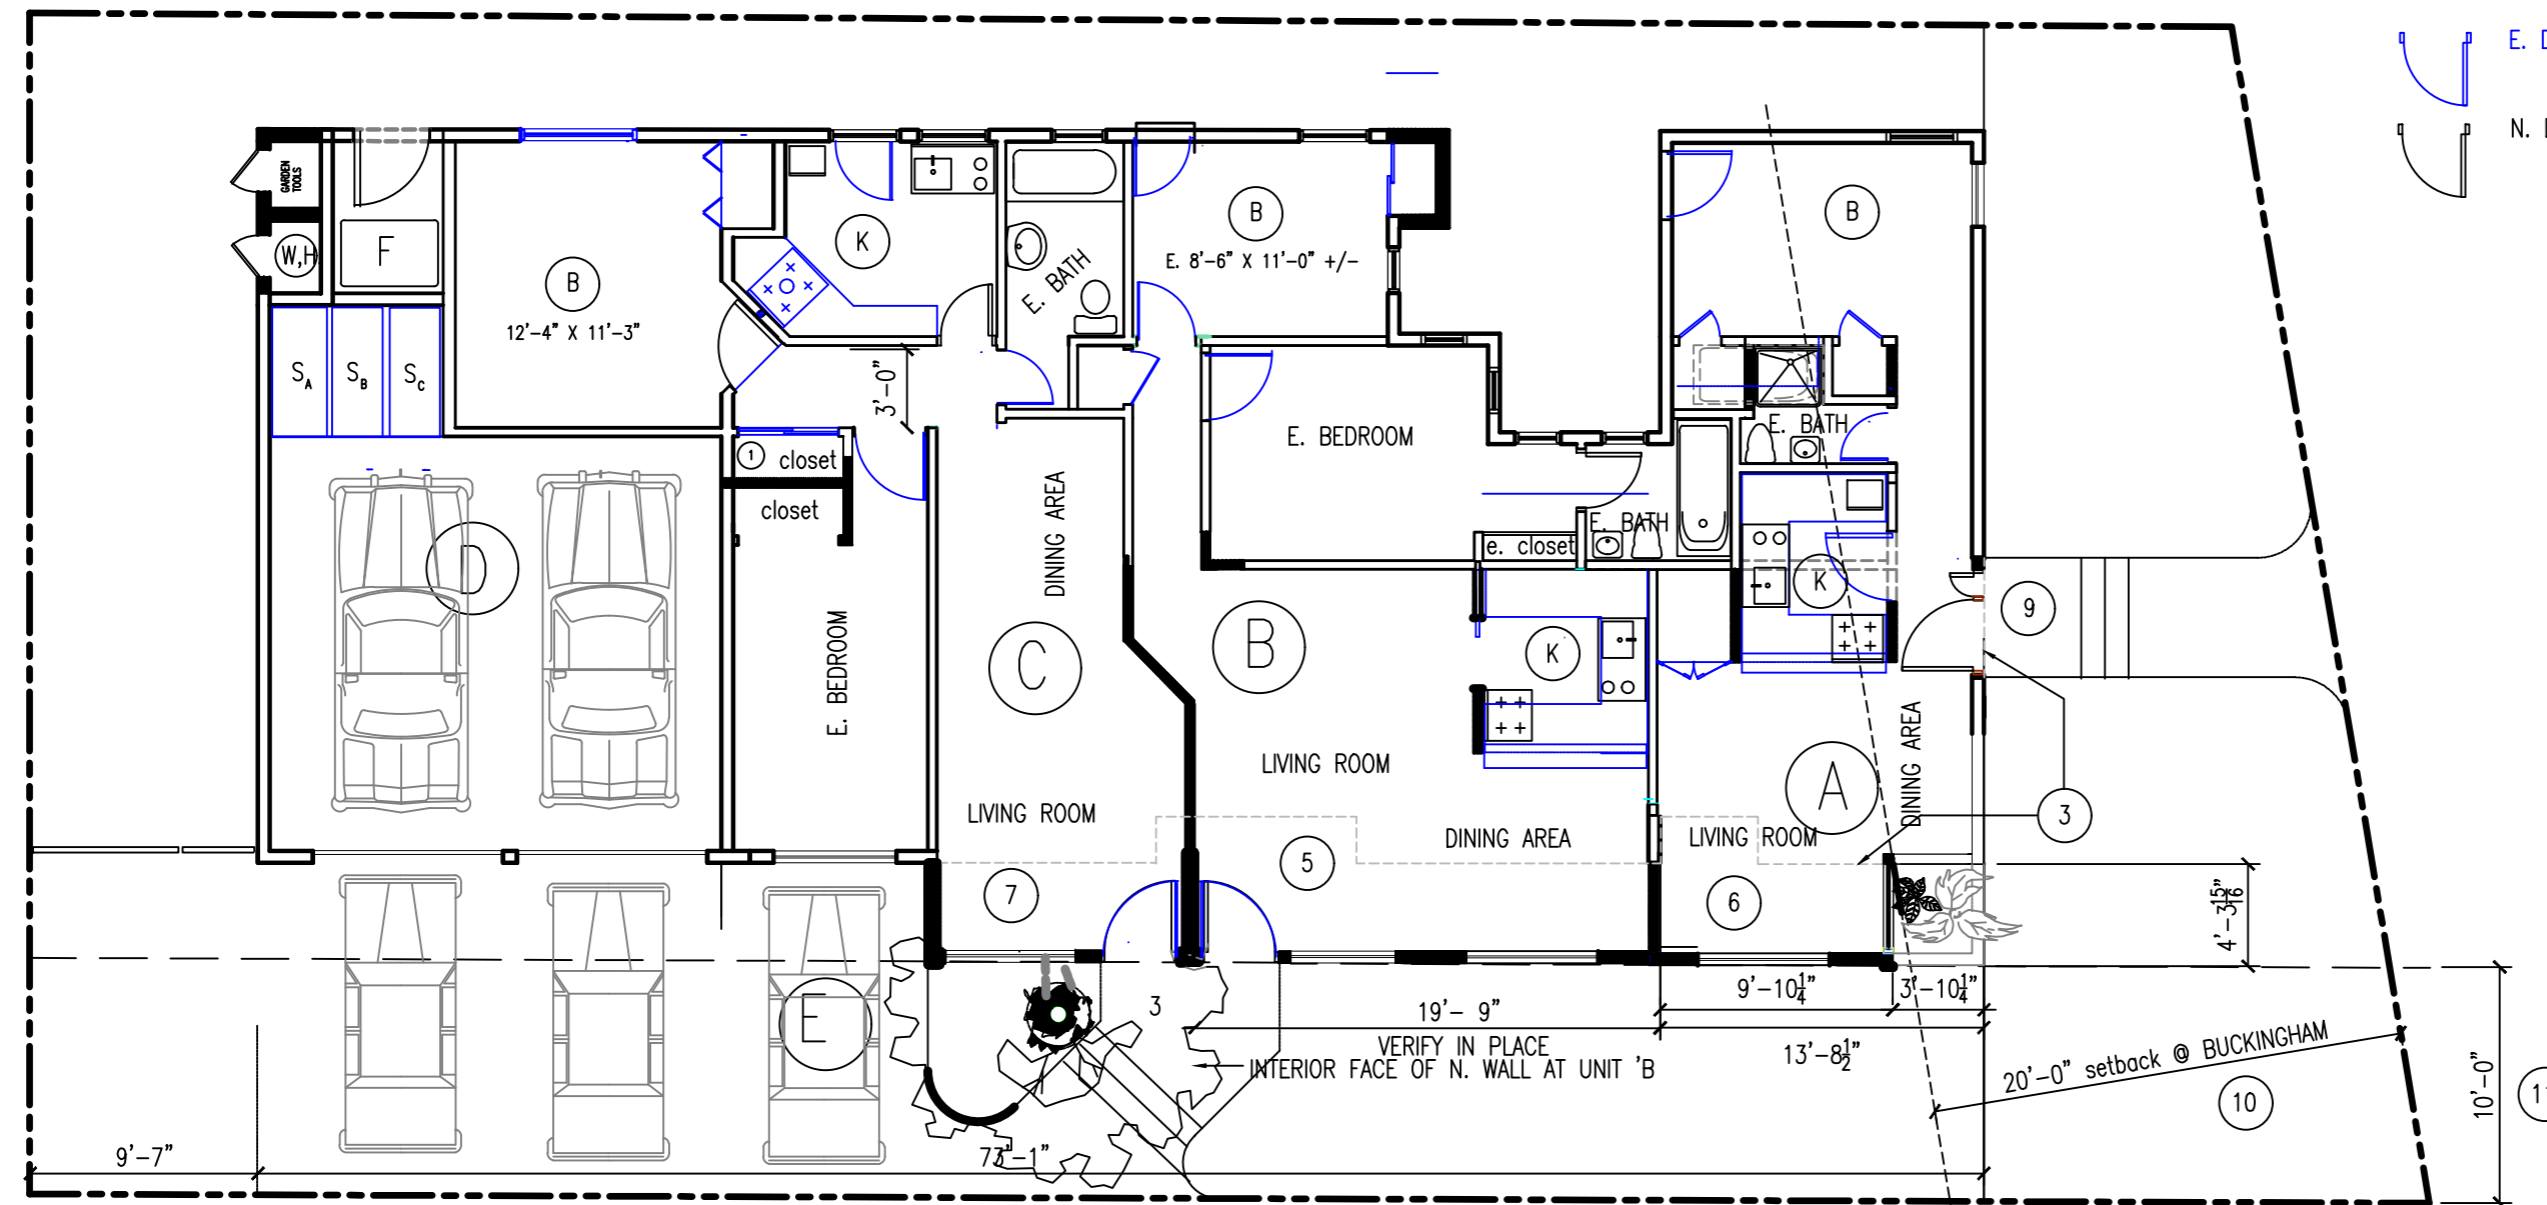 E. D
N. D
GARDEN
TOOLS
W,H
F
B
12'-4" X 11'-3"
K
E. BATH
B
E. 8'-6" X 11'-0" +/-
B
S_A
S_B
S_C
3'-0"
1
closet
closet
DINING AREA
E. BEDROOM
E. BATH
E. BATH
e. closet
K
9
D
E. BEDROOM
C
B
K
LIVING ROOM
DINING AREA
A
LIVING ROOM
DINING AREA
LIVING ROOM
3
7
5
6
4'-3 15/16"
E
3
19'- 9"
9'-10 1/4"
3'-10 1/4"
VERIFY IN PLACE
INTERIOR FACE OF N. WALL AT UNIT 'B
13'-8 1/2"
20'-0" setback @ BUCKINGHAM
10
10'-0"
9'-7"
73'-1"